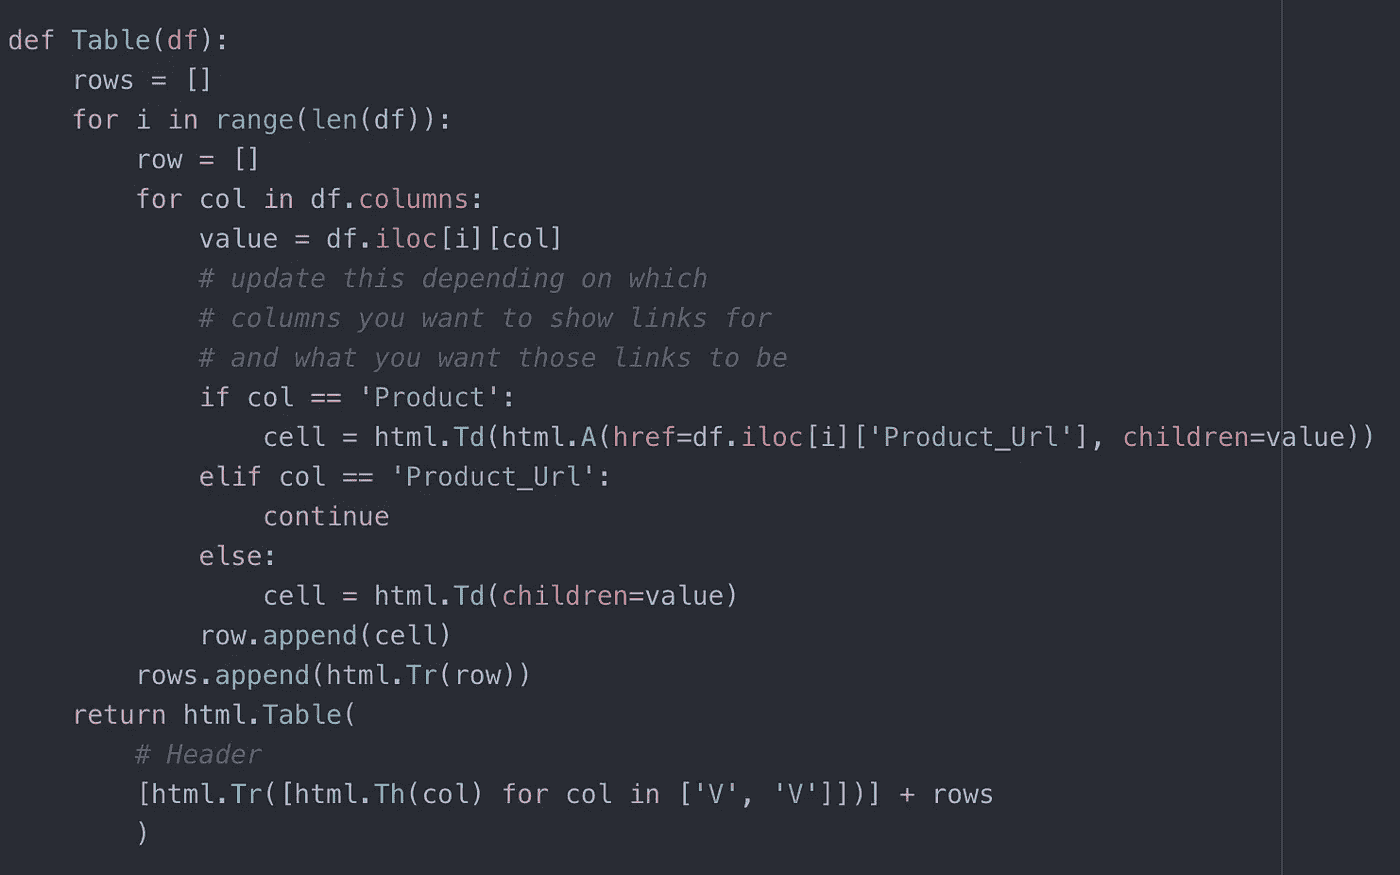 def Table(df):
    rows = []
    for i in range(len(df)):
        row = []
        for col in df.columns:
            value = df.iloc[i][col]
            # update this depending on which
            # columns you want to show links for
            # and what you want those links to be
            if col == 'Product':
                cell = html.Td(html.A(href=df.iloc[i]['Product_Url'], children=value))
            elif col == 'Product_Url':
                continue
            else:
                cell = html.Td(children=value)
            row.append(cell)
        rows.append(html.Tr(row))
    return html.Table(
        # Header
        [html.Tr([html.Th(col) for col in ['V', 'V']])] + rows
        )